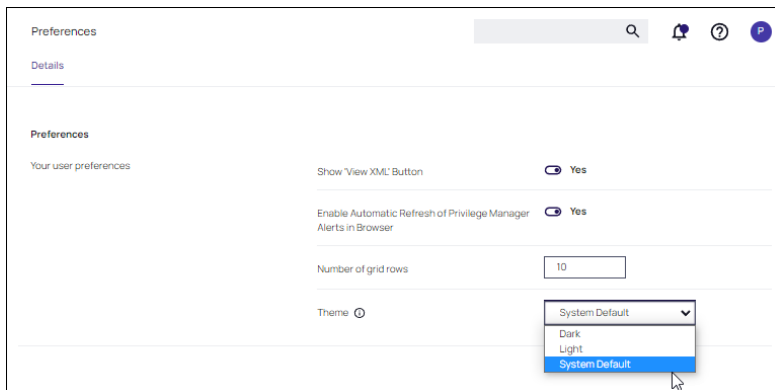 Preferences
P
Details
Preferences
Your user preferences
Show 'View XML' Button
Yes
Enable Automatic Refresh of Privilege Manager
Alerts in Browser
Yes
Number of grid rows
10
Theme
System Default
Dark
Light
System Default